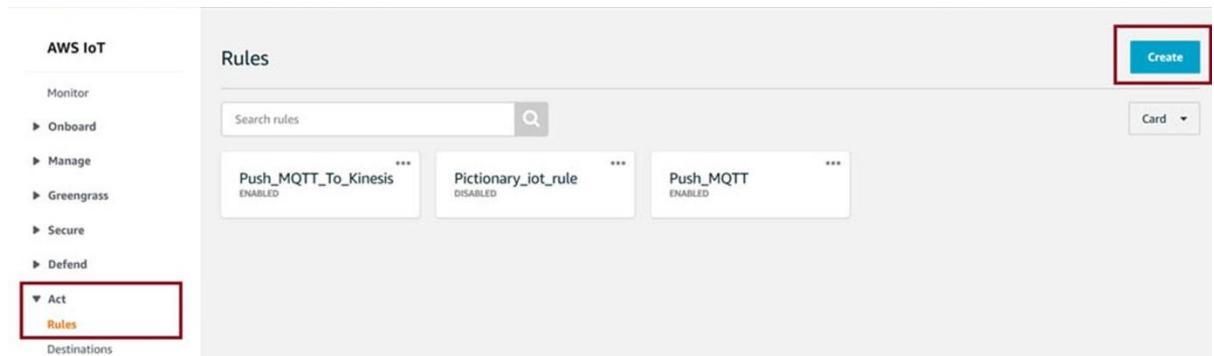 AWS IoT
Monitor
Onboard
Manage
Greengrass
Secure
Defend
Act
Rules
Destinations
Rules
Create
Search rules
Card
Push_MQTT_To_Kinesis
ENABLED
Pictionary_iot_rule
DISABLED
Push_MQTT
ENABLED